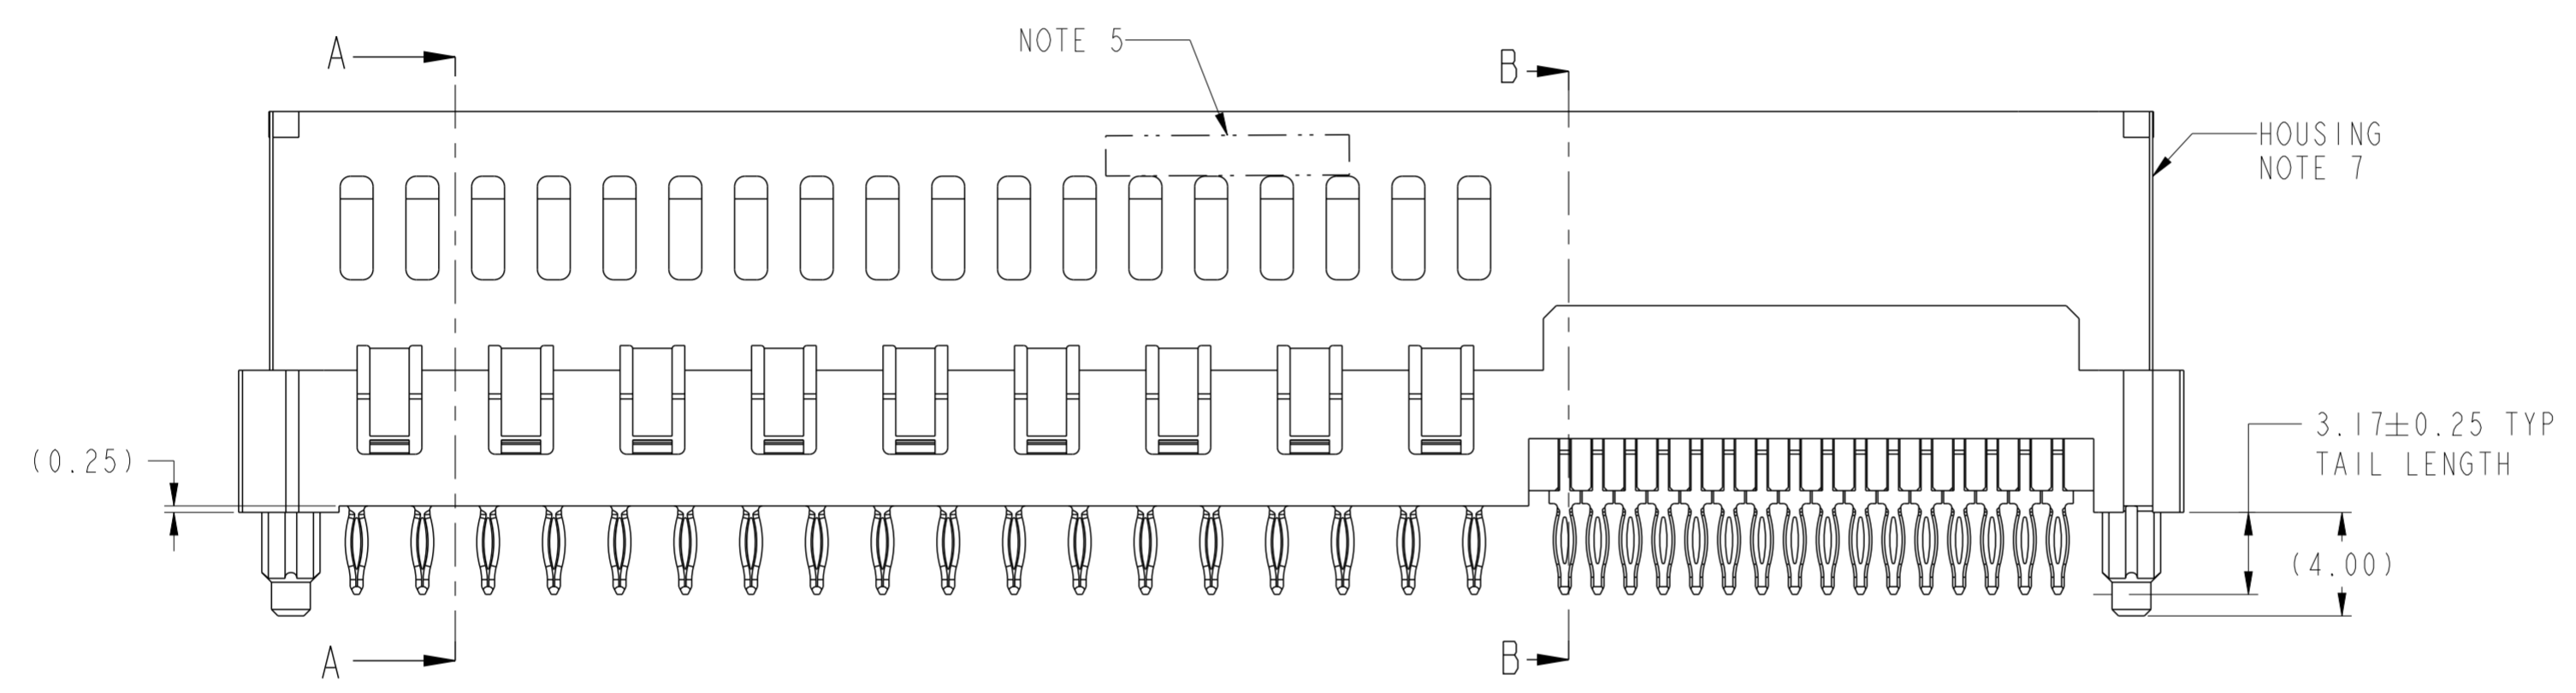 NOTE 5
A
B
HOUSING
NOTE 7
3.17±0.25 TYP
TAIL LENGTH
(0.25)
(4.00)
A
B